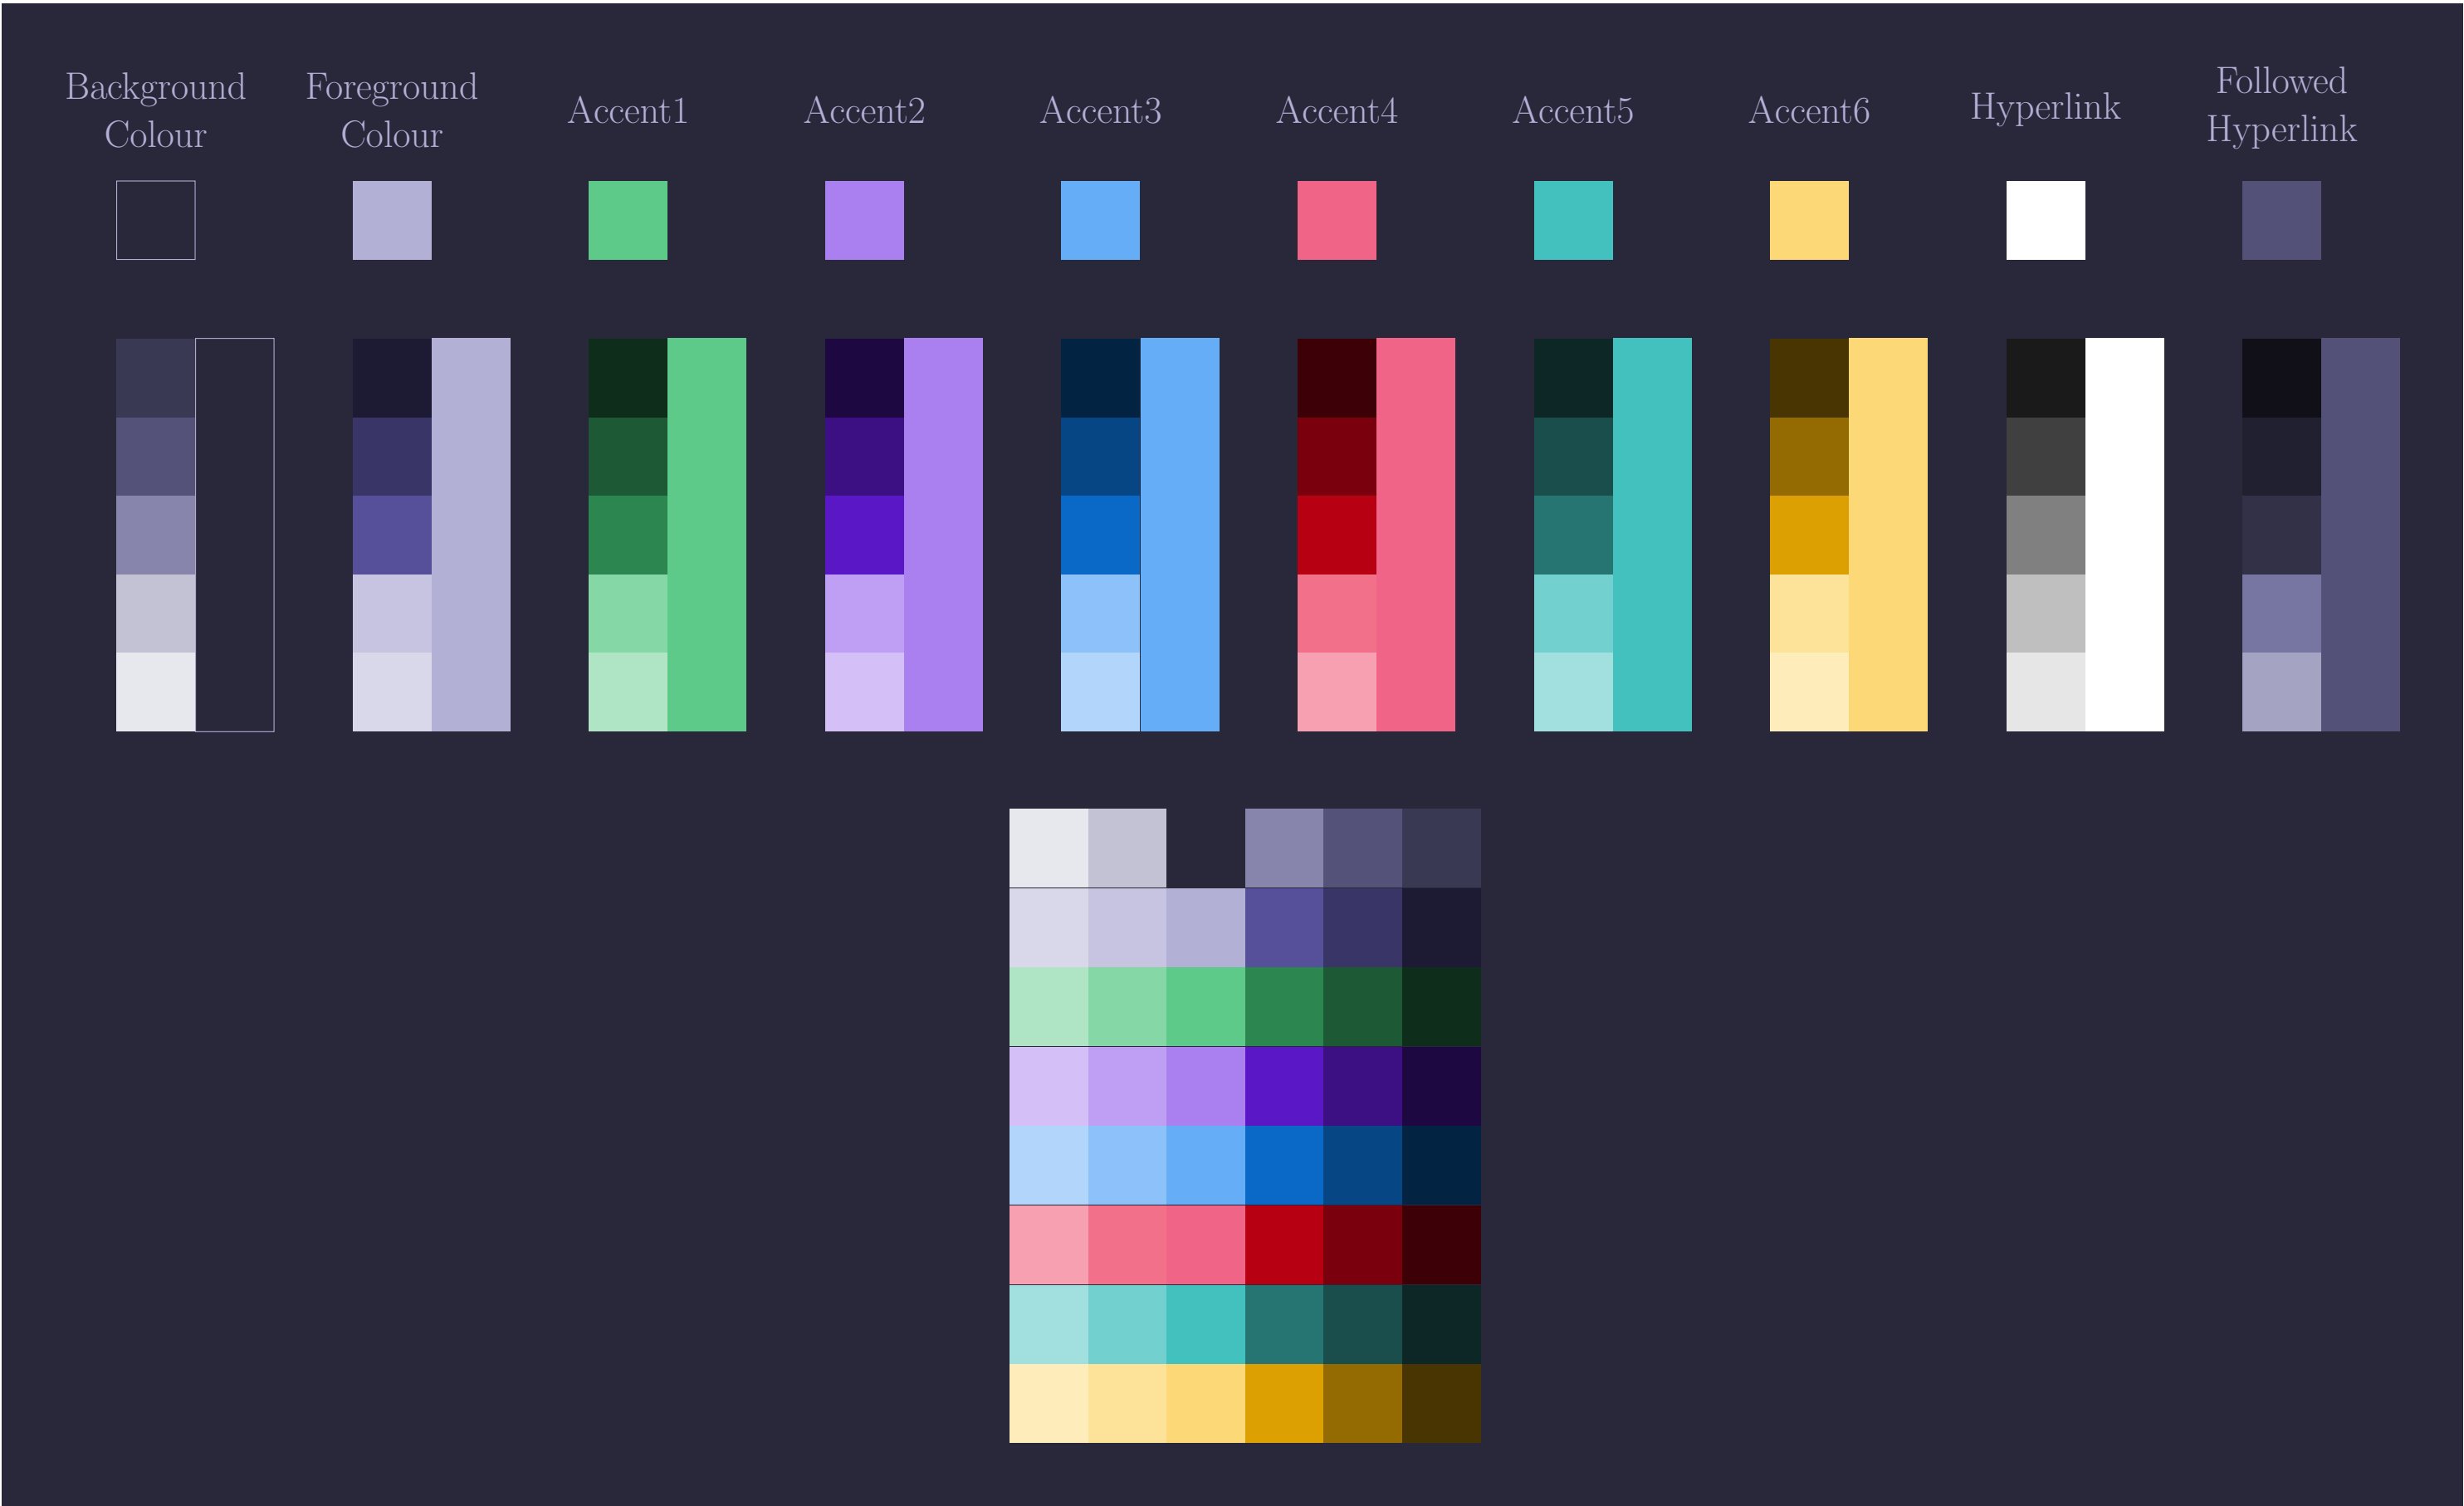 Background
Colour
Foreground
Colour
Accent1
Accent2
Accent3
Accent4
Accent5
Accent6
Hyperlink
Followed
Hyperlink